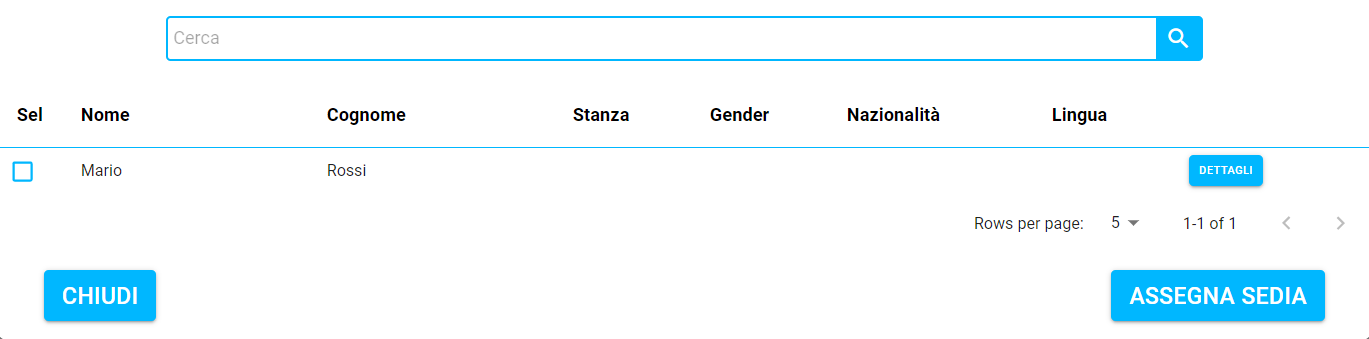 Cerca
Sel Nome Cognome Stanza Gender Nazionalità Lingua
Mario Rossi DETTAGLI
Rows per page: 5 1-1 of 1
CHIUDI ASSEGNA SEDIA